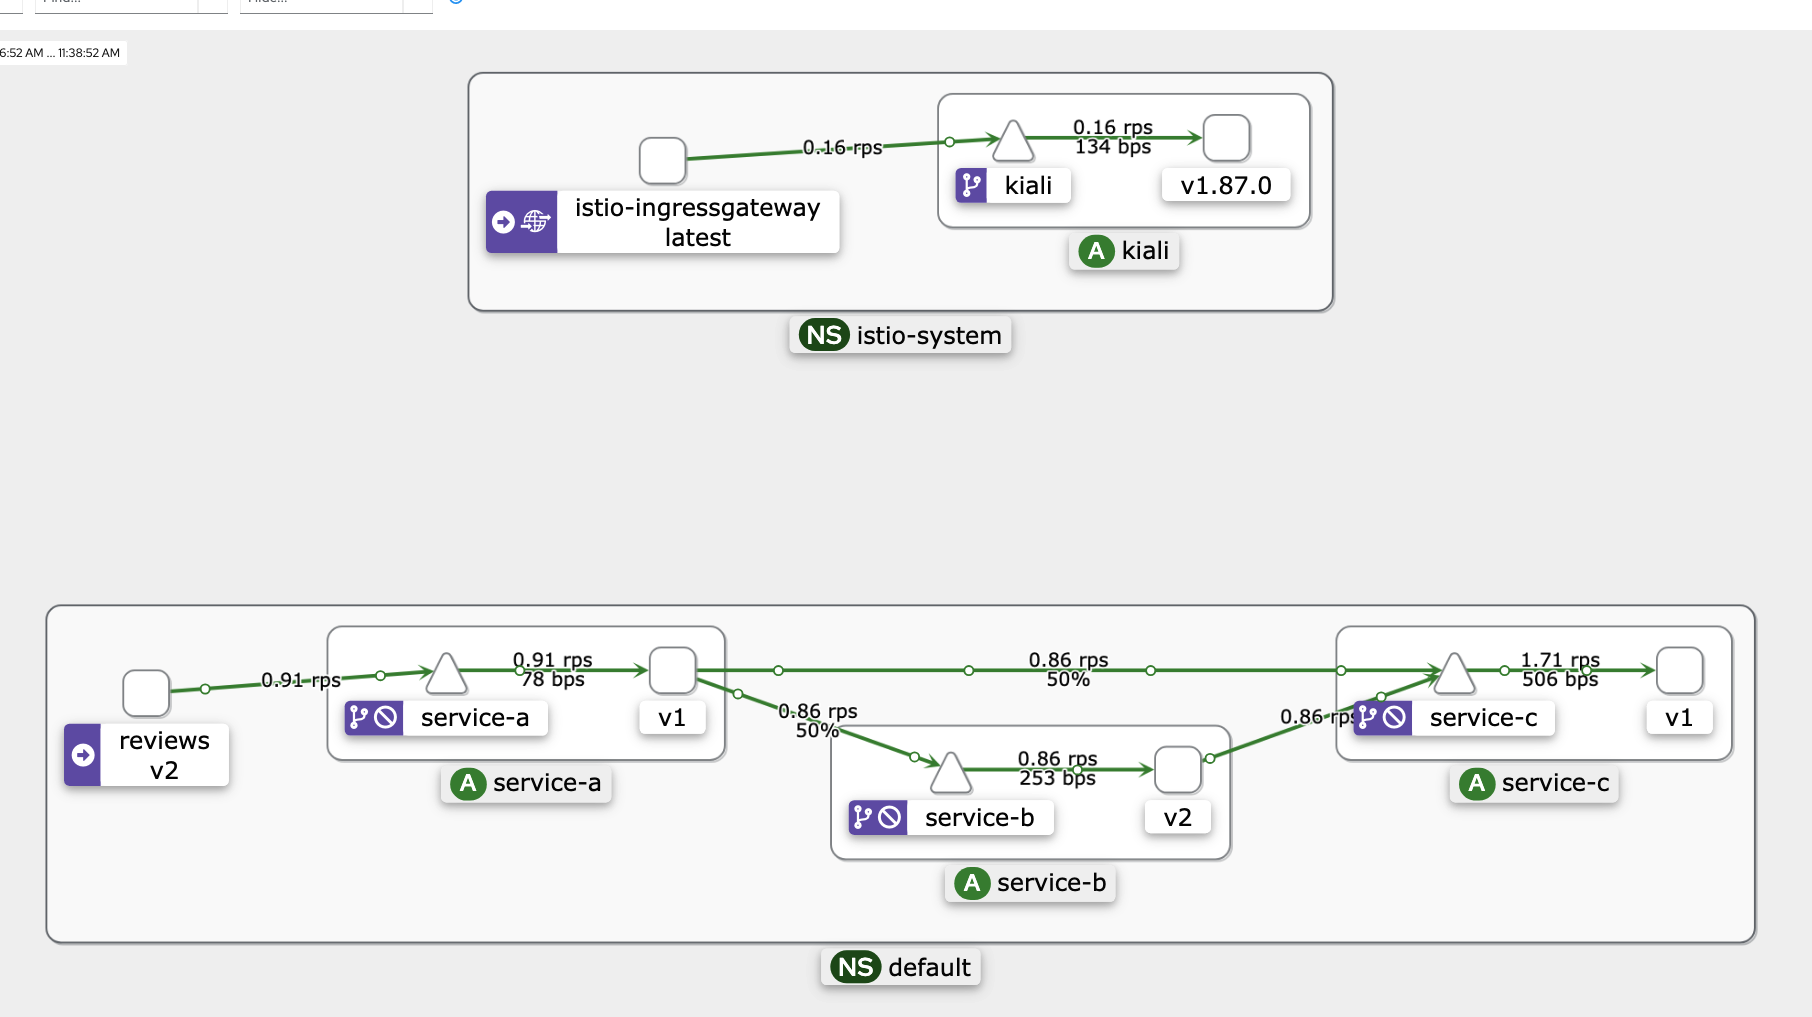 6:52 AM ... 11:38:52 AM
0.16 rps
0.16 rps
134 bps
istio-ingressgateway
latest
kiali
v1.87.0
A kiali
NS istio-system
0.91 rps
0.91 rps
78 bps
0.86 rps
50%
1.71 rps
506 bps
reviews
v2
service-a
v1
0.86 rps
50%
0.86 rps
service-c
v1
A service-a
0.86 rps
253 bps
A service-c
service-b
v2
A service-b
NS default